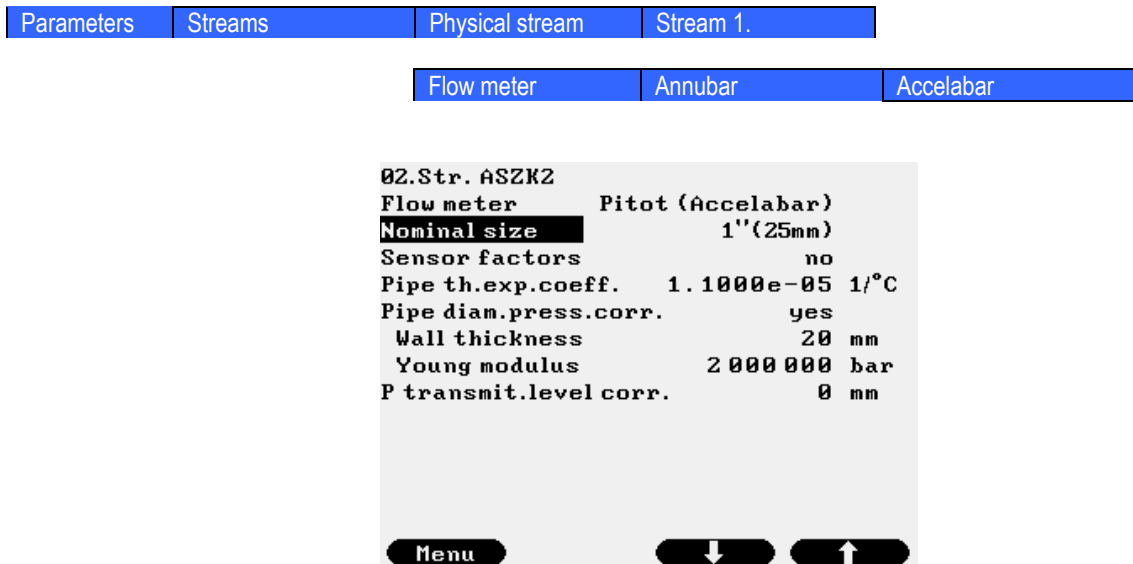 Parameters Streams Physical stream Stream 1.
Flow meter Annubar Accelabar
02.Str. ASZK2
Flow meter Pitot (Accelabar)
Nominal size 1''(25mm)
Sensor factors no
Pipe th.exp.coeff. 1.1000e-05 1/°C
Pipe diam.press.corr. yes
Wall thickness 20 mm
Young modulus 2 000 000 bar
P transmit.level corr. 0 mm
Menu ↓ ↑